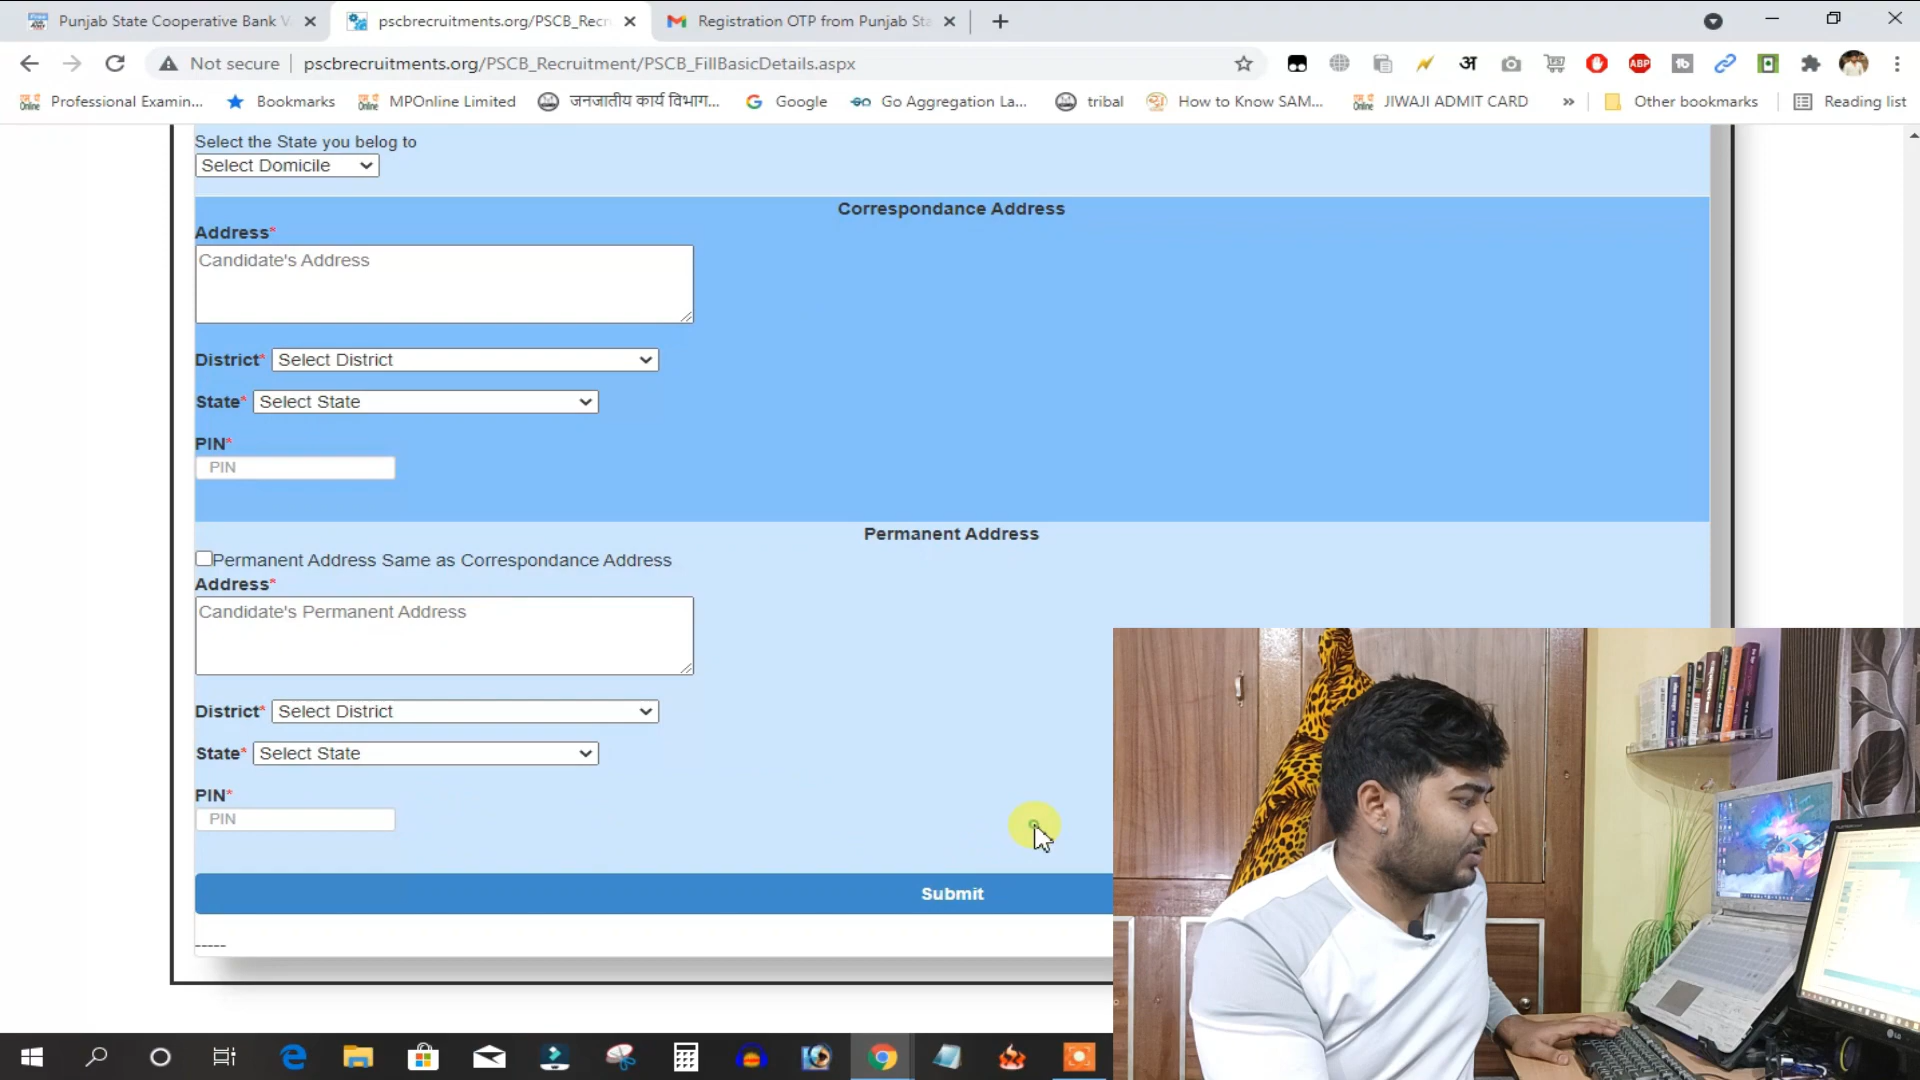 Punjab State Cooperative Bank V
pscbrecruitments.org/PSCB_Recr
Registration OTP from Punjab Sta
Not secure
pscbrecruitments.org/PSCB_Recruitment/PSCB_FillBasicDetails.aspx
अ
ABP
Professional Examin...
Bookmarks
MPOnline Limited
जनजातीय कार्य विभाग...
Google
Go Aggregation La...
tribal
How to Know SAM...
JIWAJI ADMIT CARD
»
Other bookmarks
Reading list
Select the State you belog to
Select Domicile
Correspondance Address
Address*
Candidate's Address
District* Select District
State* Select State
PIN*
PIN
Permanent Address
Permanent Address Same as Correspondance Address
Address*
Candidate's Permanent Address
District* Select District
State* Select State
PIN*
PIN
Submit
-----